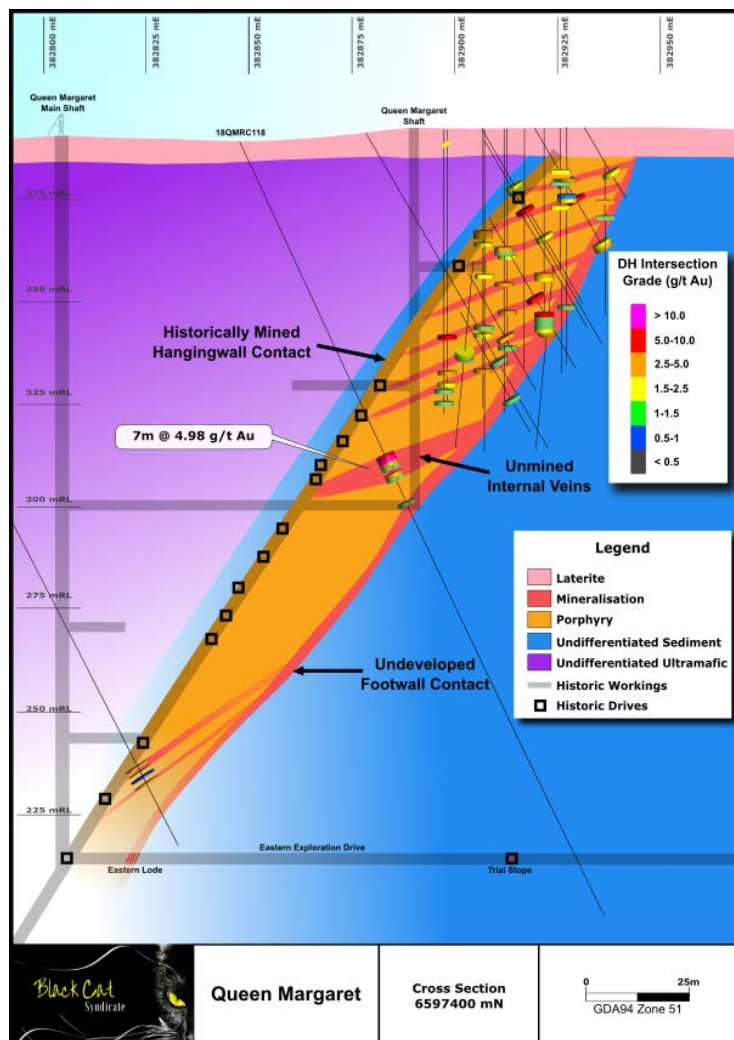 382800 mE
382825 mE
382850 mE
382875 mE
382900 mE
382925 mE
382950 mE
Queen Margaret
Main Shaft
18QMRC118
Queen Margaret
Shaft
375 mRL
350 mRL
325 mRL
300 mRL
275 mRL
250 mRL
225 mRL
Historically Mined
Hangingwall Contact
7m @ 4.98 g/t Au
Unmined
Internal Veins
Undeveloped
Footwall Contact
DH Intersection
Grade (g/t Au)
> 10.0
5.0-10.0
2.5-5.0
1.5-2.5
1-1.5
0.5-1
< 0.5
Legend
Laterite
Mineralisation
Porphyry
Undifferentiated Sediment
Undifferentiated Ultramafic
Historic Workings
Historic Drives
Eastern Exploration Drive
Eastern Lode
Trial Stope
Black Cat
Syndicate
Queen Margaret
Cross Section
6597400 mN
0 25m
GDA94 Zone 51